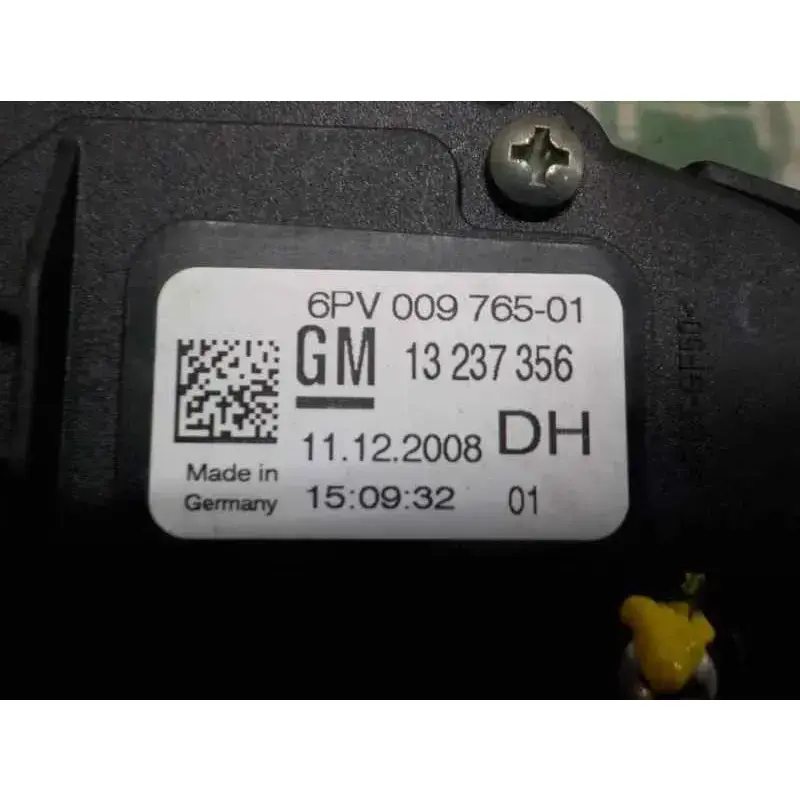 6PV 009 765-01
GM 13 237 356
11.12.2008 DH
Made in
Germany
15:09:32 01